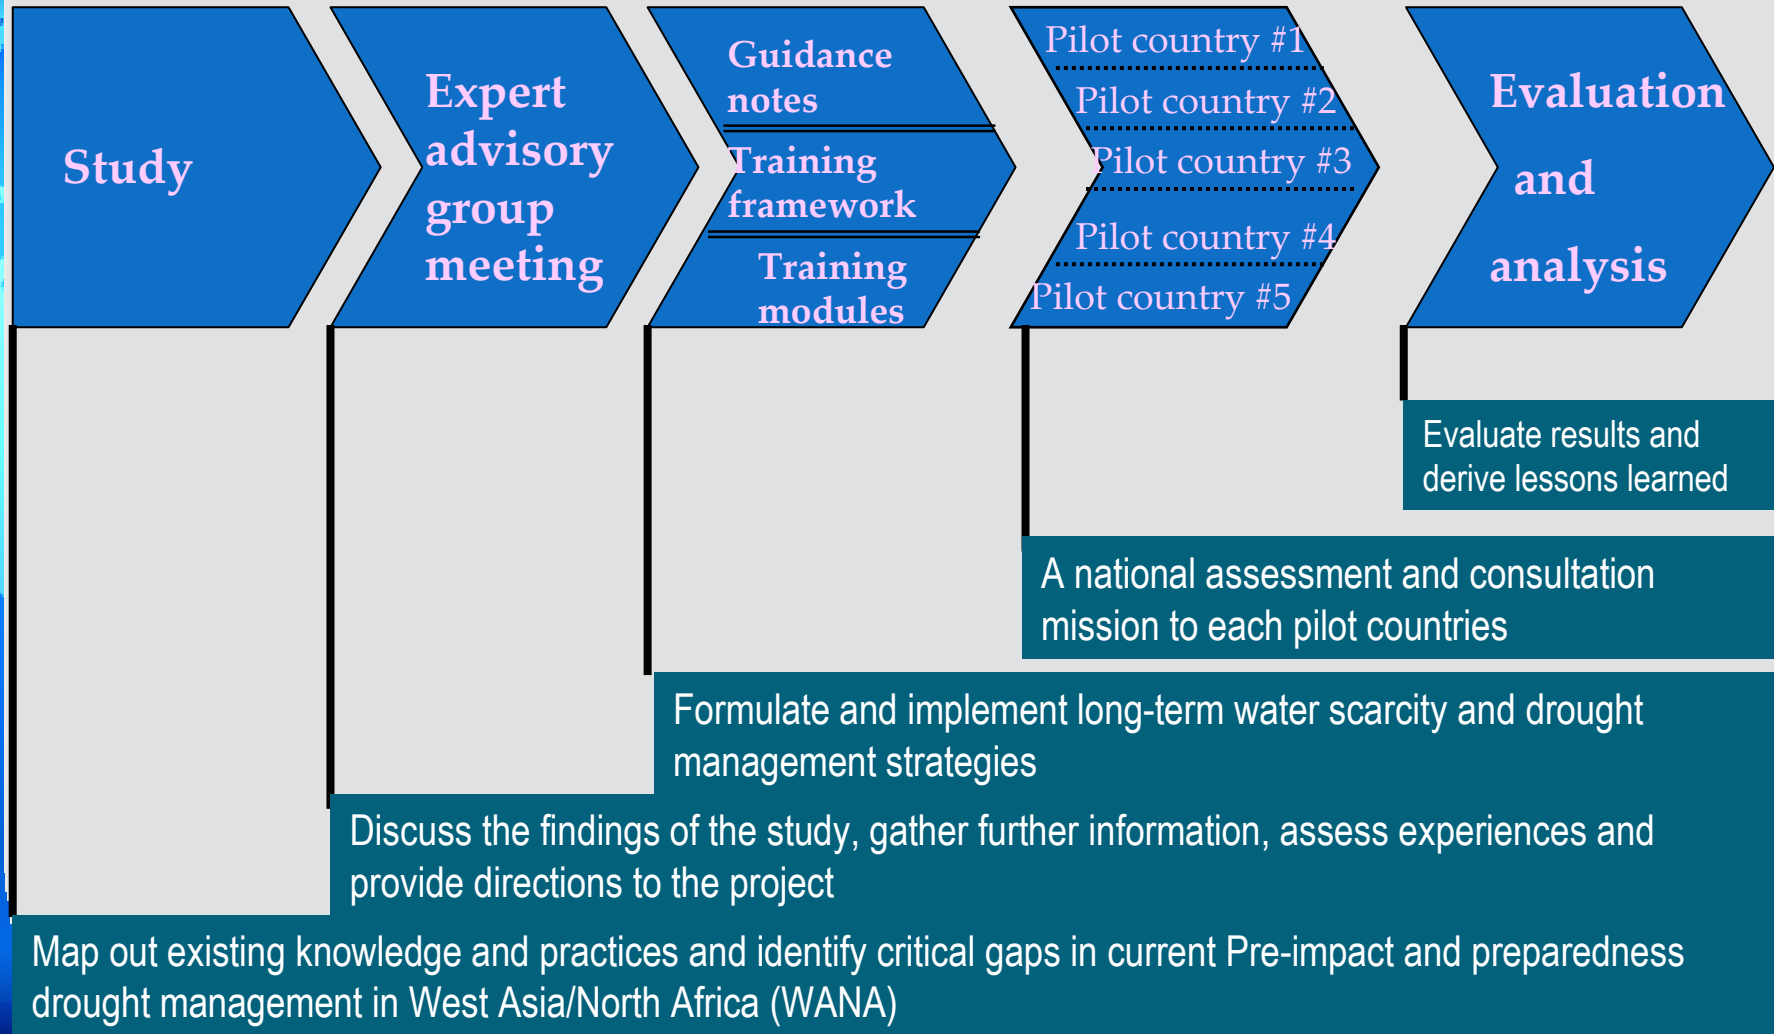 Study
Expert
advisory
group
meeting
Guidance
notes
Training
framework
Training
modules
Pilot country #1
Pilot country #2
Pilot country #3
Pilot country #4
Pilot country #5
Evaluation
and
analysis
Evaluate results and
derive lessons learned
A national assessment and consultation
mission to each pilot countries
Formulate and implement long-term water scarcity and drought
management strategies
Discuss the findings of the study, gather further information, assess experiences and
provide directions to the project
Map out existing knowledge and practices and identify critical gaps in current Pre-impact and preparedness
drought management in West Asia/North Africa (WANA)